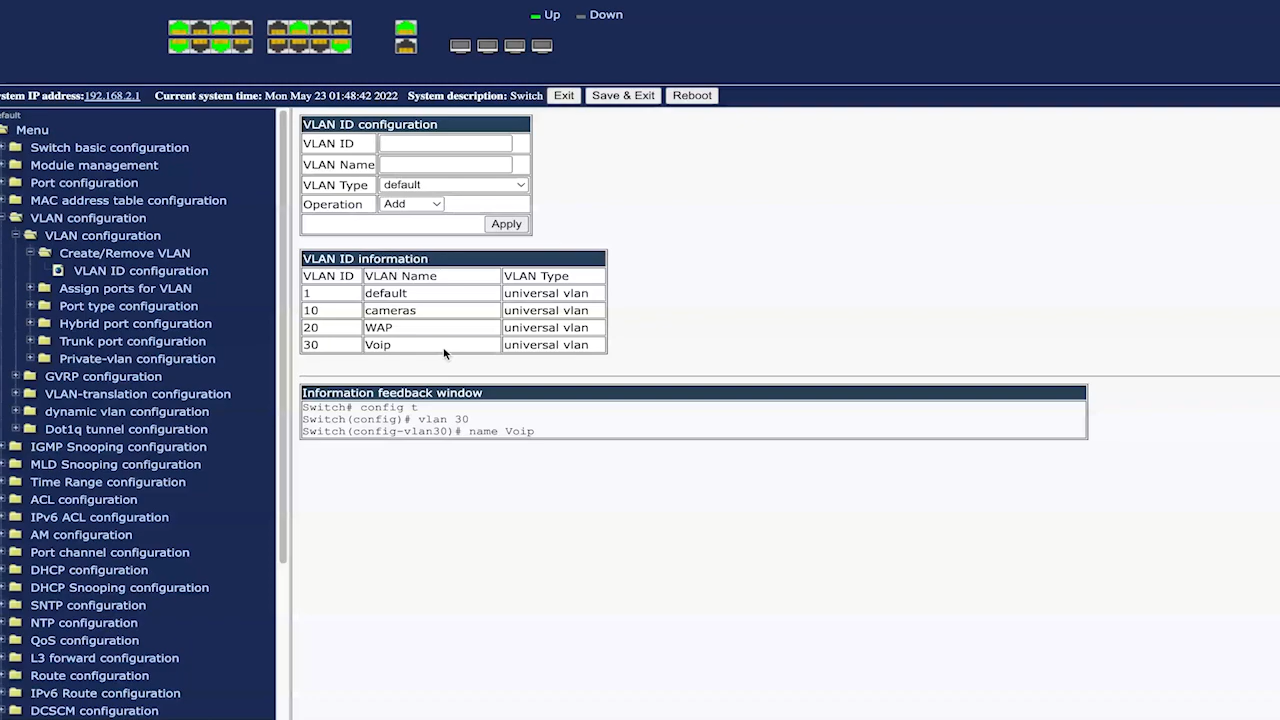 Up Down
ystem IP address:192.168.2.1 Current system time: Mon May 23 01:48:42 2022 System description: Switch Exit Save & Exit Reboot
efault
Menu
Switch basic configuration
Module management
Port configuration
MAC address table configuration
VLAN configuration
VLAN configuration
Create/Remove VLAN
VLAN ID configuration
Assign ports for VLAN
Port type configuration
Hybrid port configuration
Trunk port configuration
Private-vlan configuration
GVRP configuration
VLAN-translation configuration
dynamic vlan configuration
Dot1q tunnel configuration
IGMP Snooping configuration
MLD Snooping configuration
Time Range configuration
ACL configuration
IPv6 ACL configuration
AM configuration
Port channel configuration
DHCP configuration
DHCP Snooping configuration
SNTP configuration
NTP configuration
QoS configuration
L3 forward configuration
Route configuration
IPv6 Route configuration
DCSCM configuration
VLAN ID configuration
VLAN ID
VLAN Name
VLAN Type default
Operation Add
Apply
VLAN ID information
VLAN ID VLAN Name VLAN Type
1 default universal vlan
10 cameras universal vlan
20 WAP universal vlan
30 Voip universal vlan
Information feedback window
Switch# config t
Switch(config)# vlan 30
Switch(config-vlan30)# name Voip